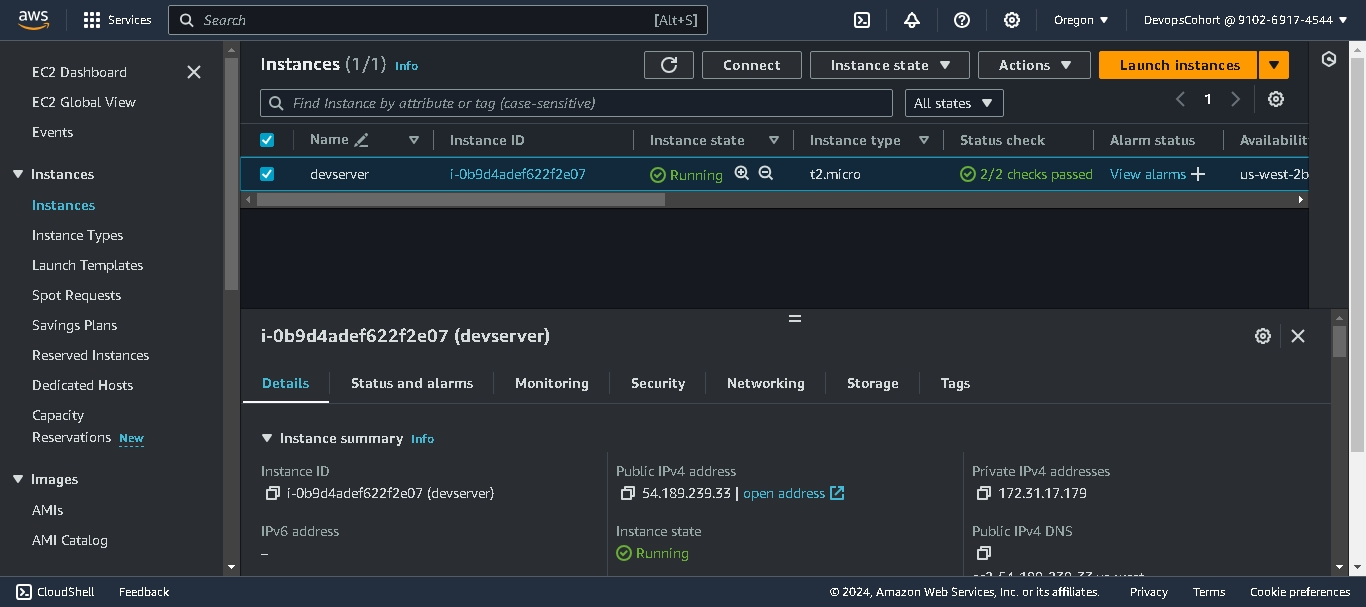 aws
Services
Search
[Alt+S]
Oregon
DevopsCohort @ 9102-6917-4544
EC2 Dashboard
EC2 Global View
Events
Instances
Instances
Instance Types
Launch Templates
Spot Requests
Savings Plans
Reserved Instances
Dedicated Hosts
Capacity
Reservations New
Images
AMIs
AMI Catalog
Instances (1/1) Info
Connect
Instance state
Actions
Launch instances
Find Instance by attribute or tag (case-sensitive)
All states
1
Name Instance ID Instance state Instance type Status check Alarm status Availabilit
devserver i-0b9d4adef622f2e07 Running t2.micro 2/2 checks passed View alarms + us-west-2b
i-0b9d4adef622f2e07 (devserver)
Details Status and alarms Monitoring Security Networking Storage Tags
Instance summary Info
Instance ID
i-0b9d4adef622f2e07 (devserver)
IPv6 address
–
Public IPv4 address
54.189.239.33 | open address
Instance state
Running
Private IPv4 addresses
172.31.17.179
Public IPv4 DNS
CloudShell Feedback
© 2024, Amazon Web Services, Inc. or its affiliates. Privacy Terms Cookie preferences